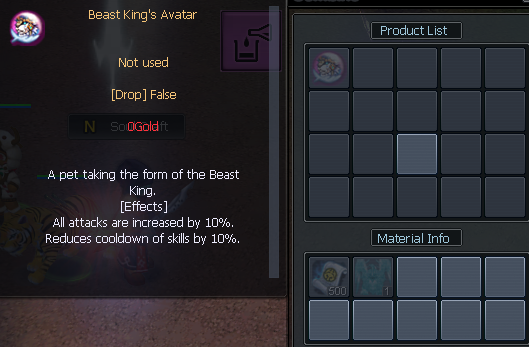 Beast King's Avatar
Not used
[Drop] False
N
0Gold
A pet taking the form of the Beast
King.
[Effects]
All attacks are increased by 10%.
Reduces cooldown of skills by 10%.
Product List
Material Info
500
1